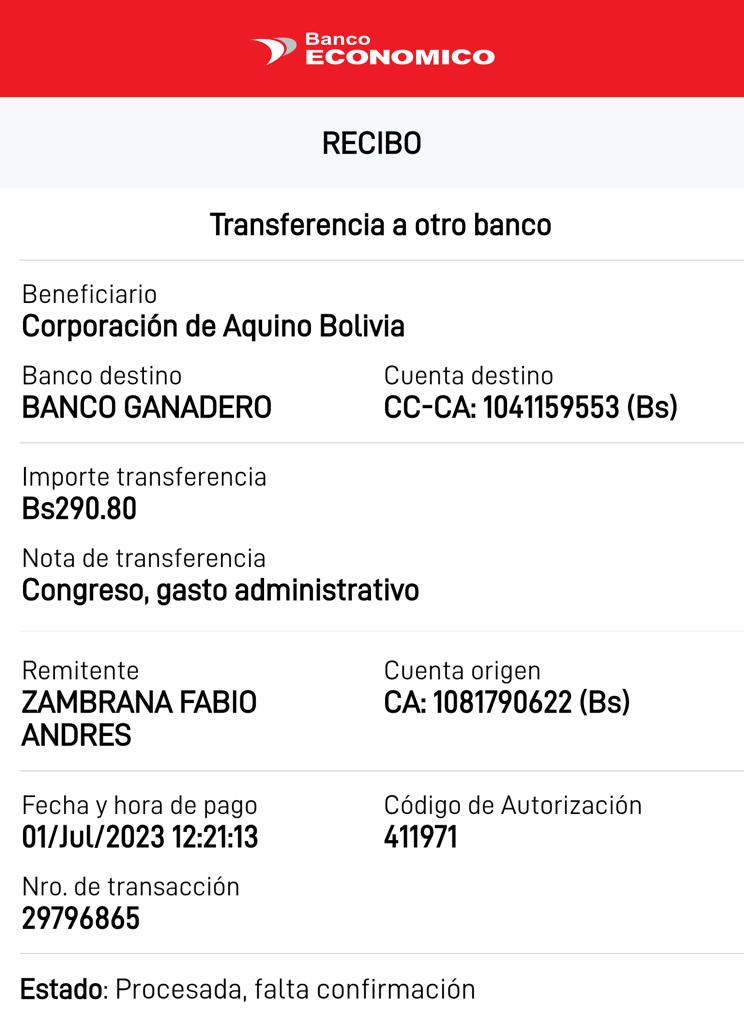 Banco
ECONOMICO
RECIBO
Transferencia a otro banco
Beneficiario
Corporación de Aquino Bolivia
Banco destino
BANCO GANADERO
Cuenta destino
CC-CA: 1041159553 (Bs)
Importe transferencia
Bs290.80
Nota de transferencia
Congreso, gasto administrativo
Remitente
ZAMBRANA FABIO
ANDRES
Cuenta origen
CA: 1081790622 (Bs)
Fecha y hora de pago
01/Jul/2023 12:21:13
Código de Autorización
411971
Nro. de transacción
29796865
Estado: Procesada, falta confirmación